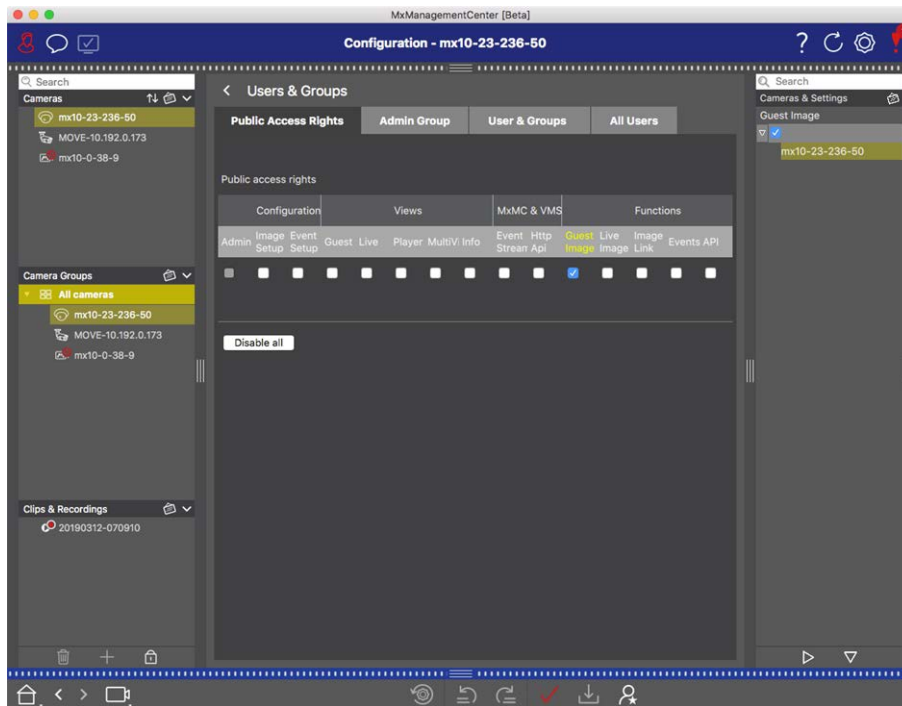 MxManagementCenter [Beta]
Configuration - mx10-23-236-50
Search
Cameras
mx10-23-236-50
MOVE-10.192.0.173
mx10-0-38-9
Camera Groups
All cameras
mx10-23-236-50
MOVE-10.192.0.173
mx10-0-38-9
Clips & Recordings
20190312-070910
Users & Groups
Public Access Rights Admin Group User & Groups All Users
Public access rights
Configuration Views MxMC & VMS Functions
Admin Image Setup Event Setup Guest Live Player MultiVi Info Event Strean Http Api Guest Image Live Image Image Link Events API
Disable all
Search
Cameras & Settings
Guest Image
mx10-23-236-50